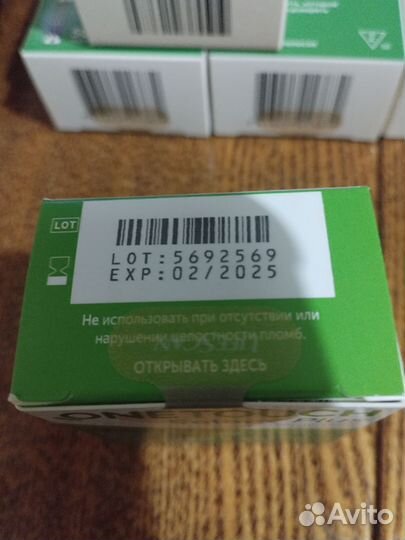 LOT
LOT:5692569
EXP:02/2025
Не использовать при отсутствии или
нарушении целостности пломб.
ОТКРЫВАТЬ ЗДЕСЬ
Avito